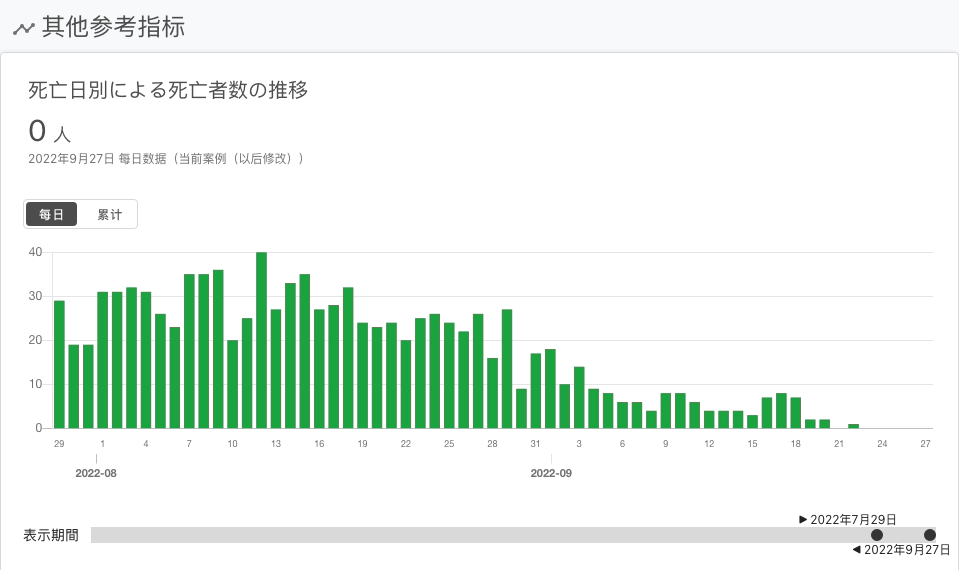 其他参考指标
死亡日別による死亡者数の推移
0 人
2022年9月27日 每日数据（当前案例（以后修改））
每日 累计
40
30
20
10
0
29 1 4 7 10 13 16 19 22 25 28 31 3 6 9 12 15 18 21 24 27
2022-08 2022-09
2022年7月29日
表示期間
2022年9月27日